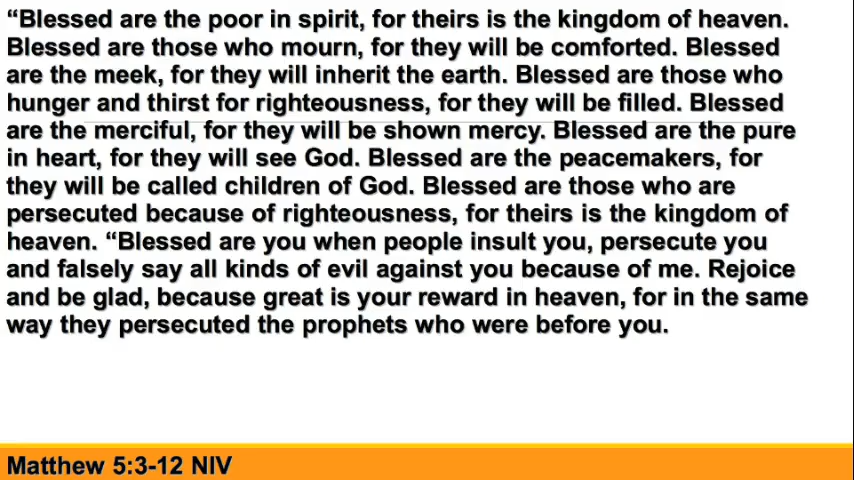 “Blessed are the poor in spirit, for theirs is the kingdom of heaven.
Blessed are those who mourn, for they will be comforted. Blessed
are the meek, for they will inherit the earth. Blessed are those who
hunger and thirst for righteousness, for they will be filled. Blessed
are the merciful, for they will be shown mercy. Blessed are the pure
in heart, for they will see God. Blessed are the peacemakers, for
they will be called children of God. Blessed are those who are
persecuted because of righteousness, for theirs is the kingdom of
heaven. “Blessed are you when people insult you, persecute you
and falsely say all kinds of evil against you because of me. Rejoice
and be glad, because great is your reward in heaven, for in the same
way they persecuted the prophets who were before you.
Matthew 5:3-12 NIV